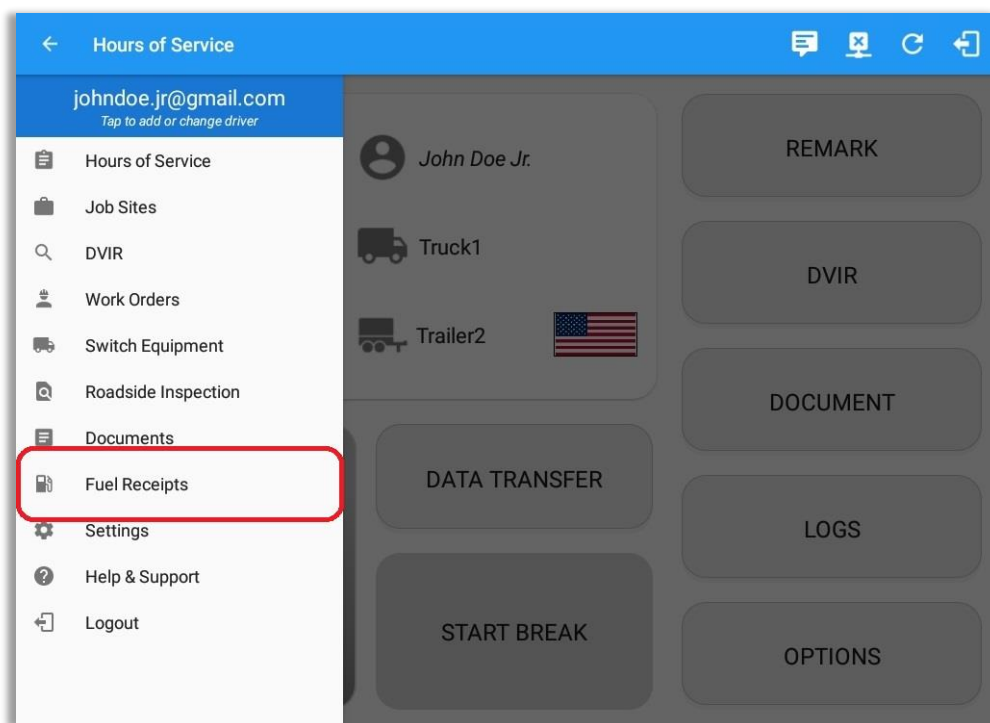 Hours of Service
johndoe.jr@gmail.com
Tap to add or change driver
Hours of Service
Job Sites
DVIR
Work Orders
Switch Equipment
Roadside Inspection
Documents
Fuel Receipts
Settings
Help & Support
Logout
John Doe Jr.
Truck1
Trailer2
DATA TRANSFER
START BREAK
REMARK
DVIR
DOCUMENT
LOGS
OPTIONS